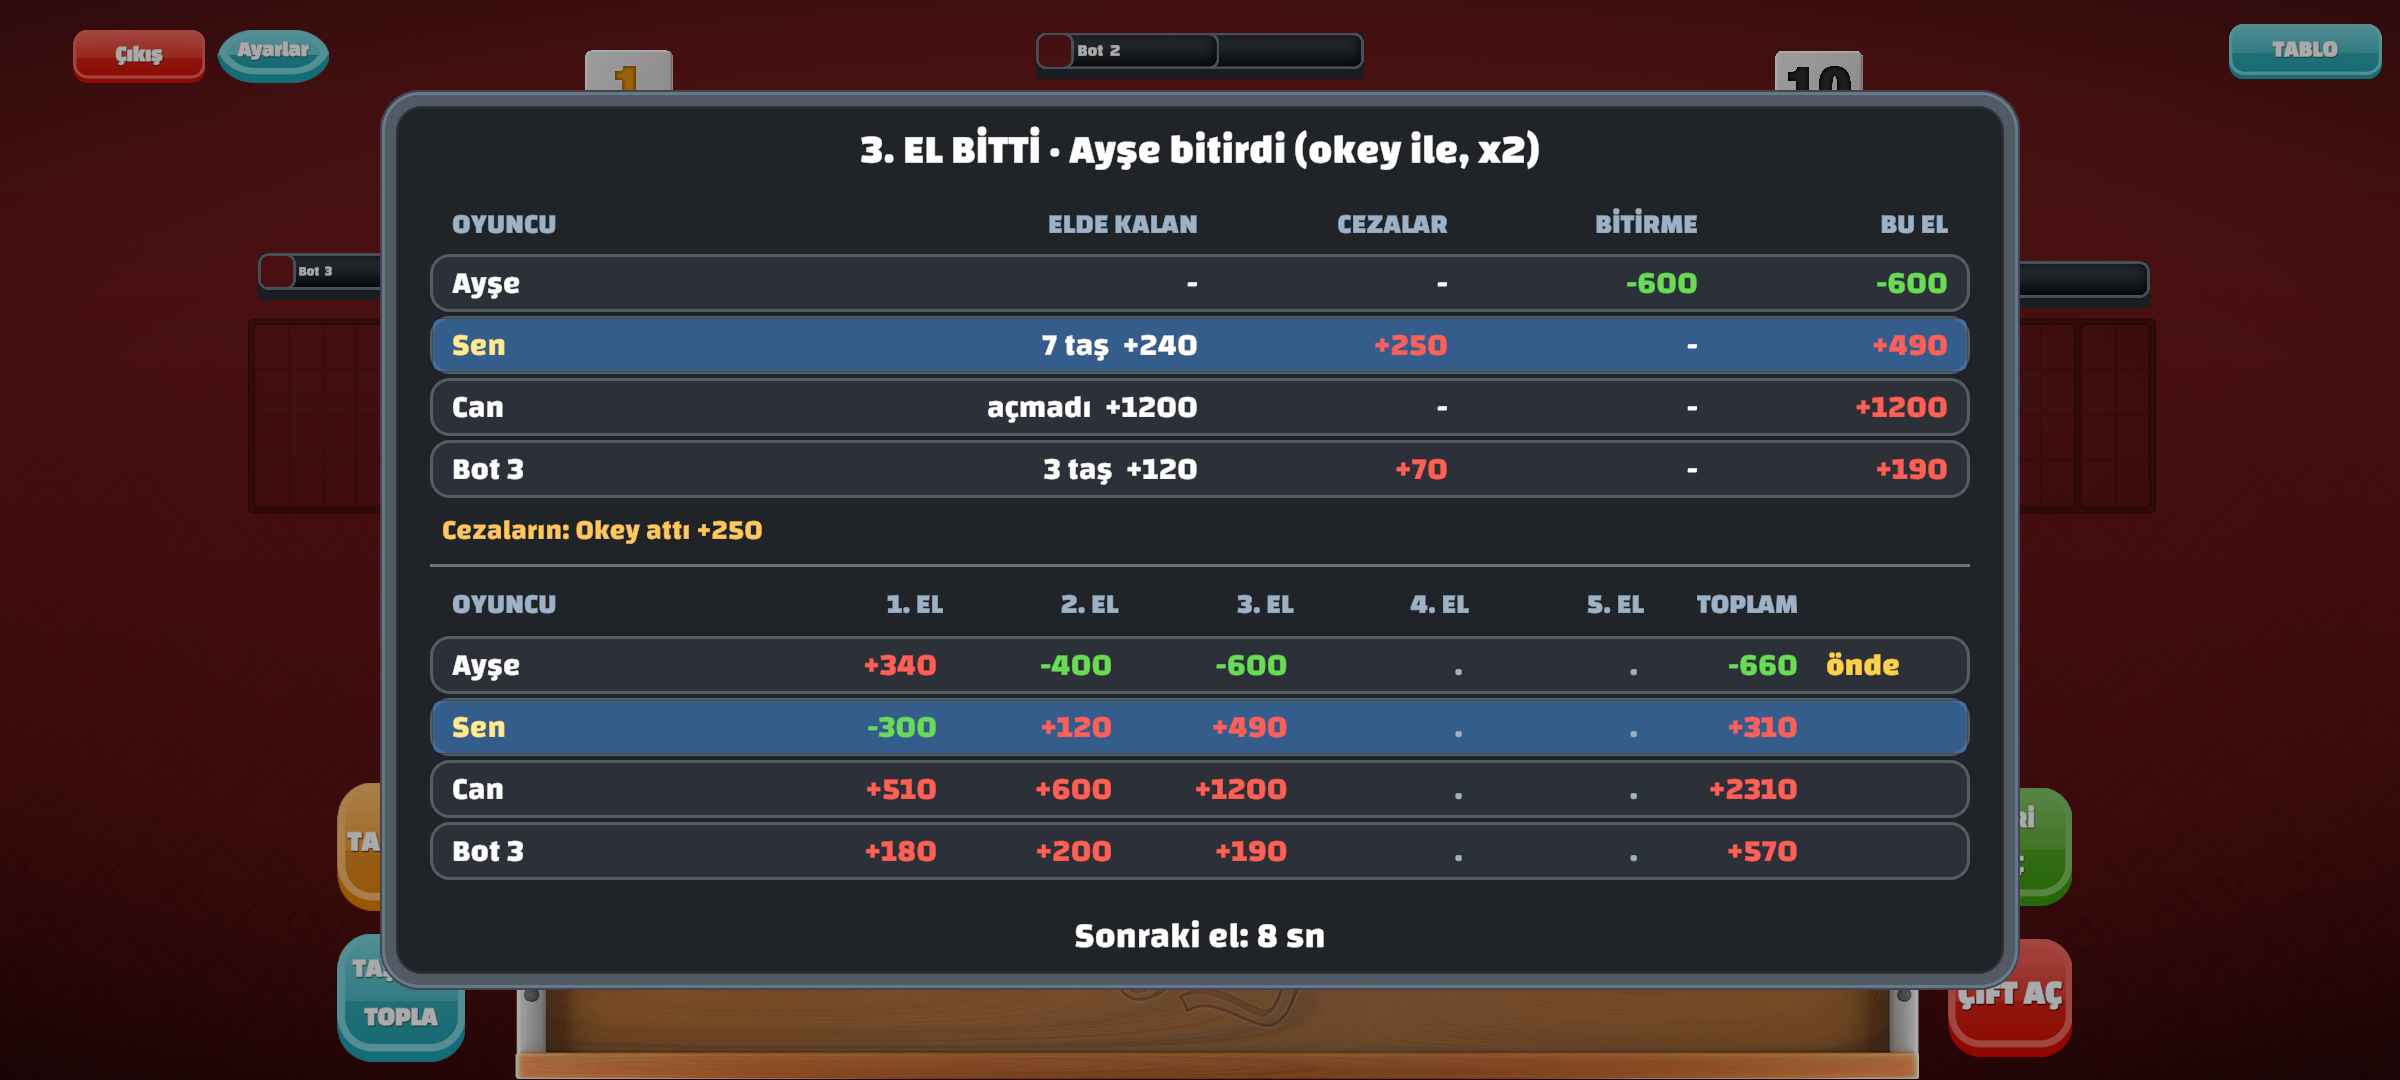 Çıkış
Ayarlar
1
Bot 2
10
TABLO
3. EL BİTTİ · Ayşe bitirdi (okey ile, x2)
OYUNCU ELDE KALAN CEZALAR BİTİRME BU EL
Bot 3
Ayşe - - -600 -600
Sen 7 taş +240 +250 - +490
Can açmadı +1200 - - +1200
Bot 3 3 taş +120 +70 - +190
Cezaların: Okey attı +250
OYUNCU 1. EL 2. EL 3. EL 4. EL 5. EL TOPLAM
Ayşe +340 -400 -600 . . -660 önde
Sen -300 +120 +490 . . +310
Can +510 +600 +1200 . . +2310
Bot 3 +180 +200 +190 . . +570
Sonraki el: 8 sn
TOPLA
ÇİFT AÇ